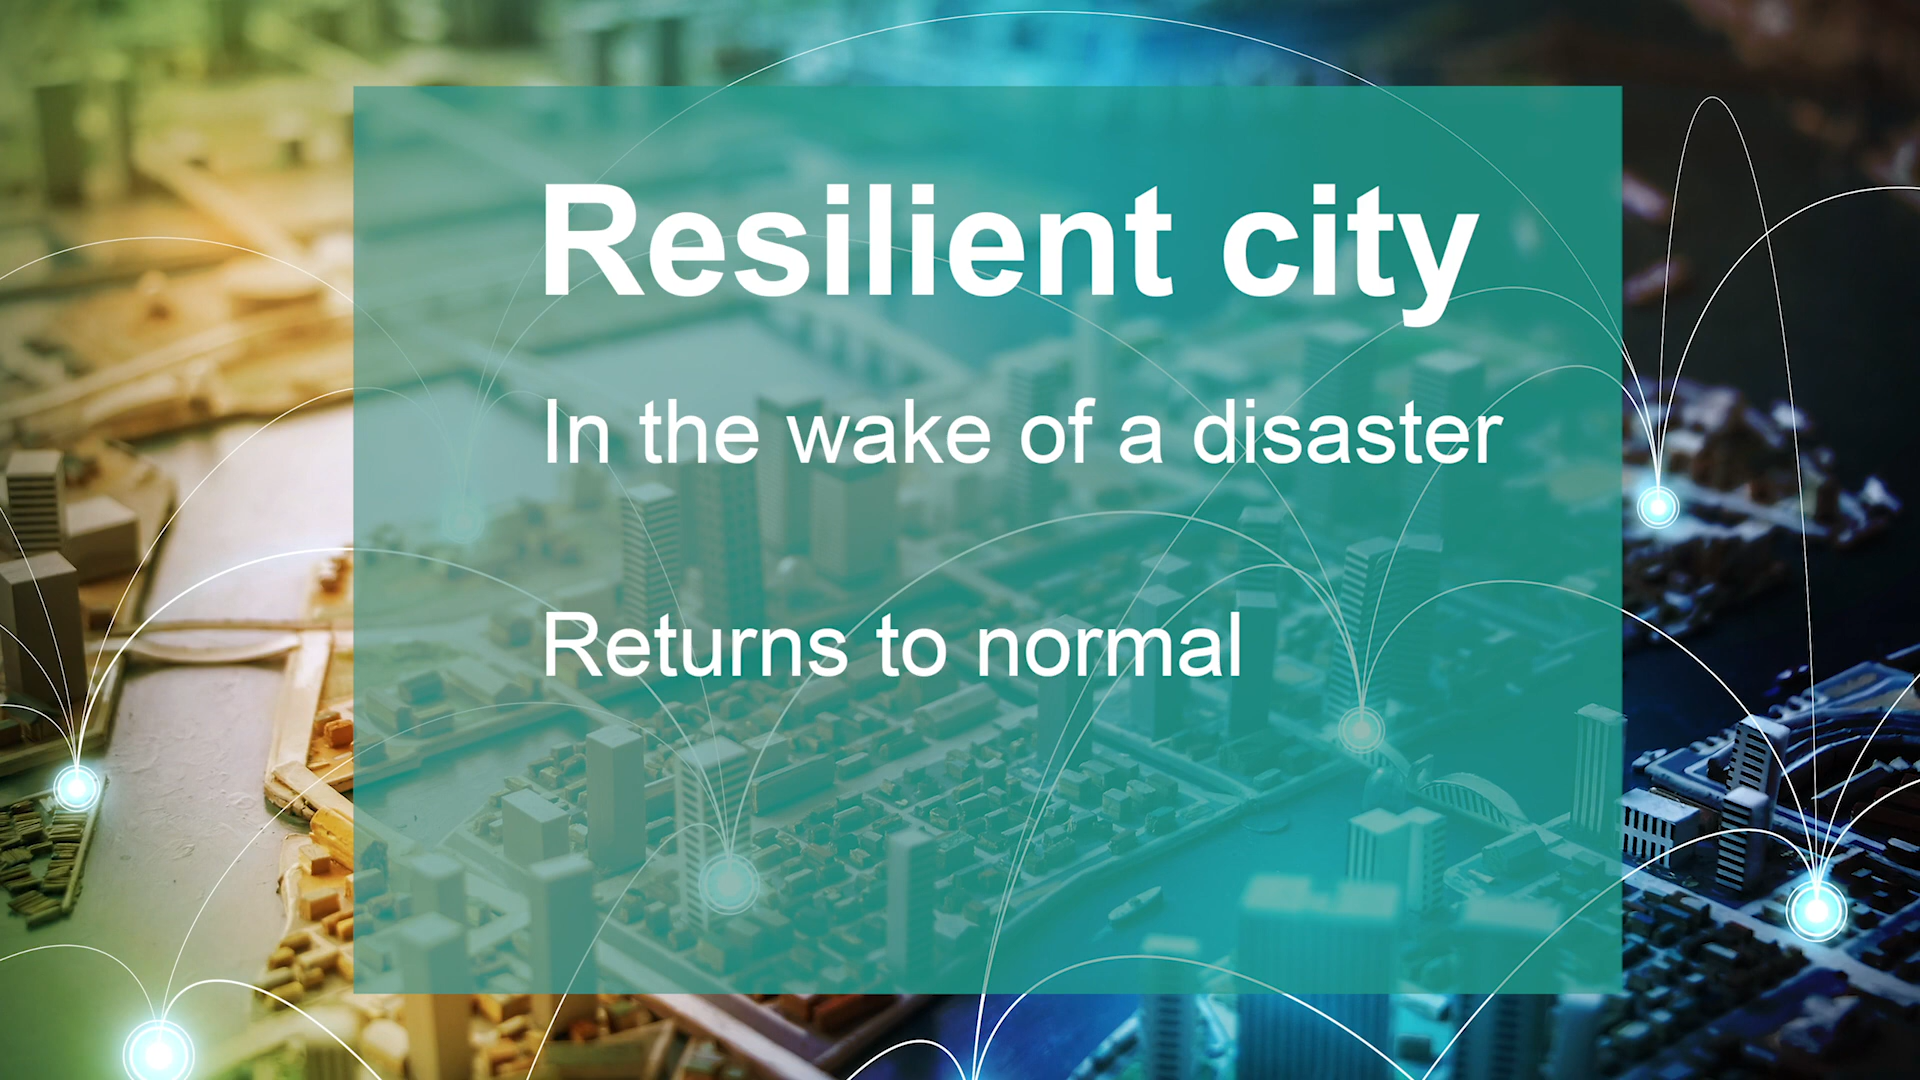 Resilient city
In the wake of a disaster
Returns to normal